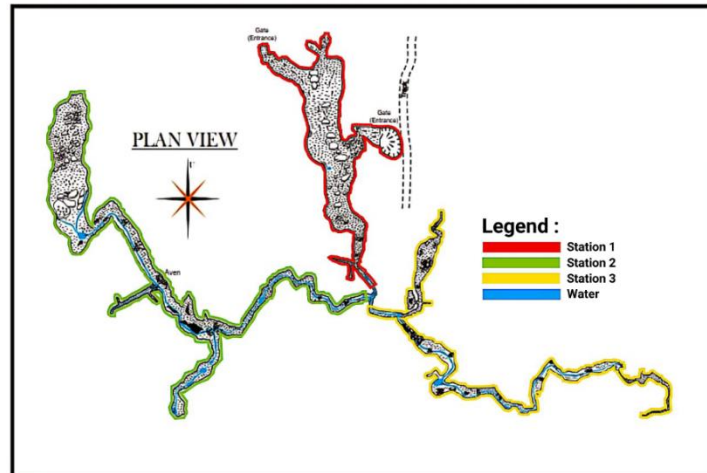 Gate
(Entrance)
Gate
(Entrance)
PLAN VIEW
U
Aven
Legend :
Station 1
Station 2
Station 3
Water